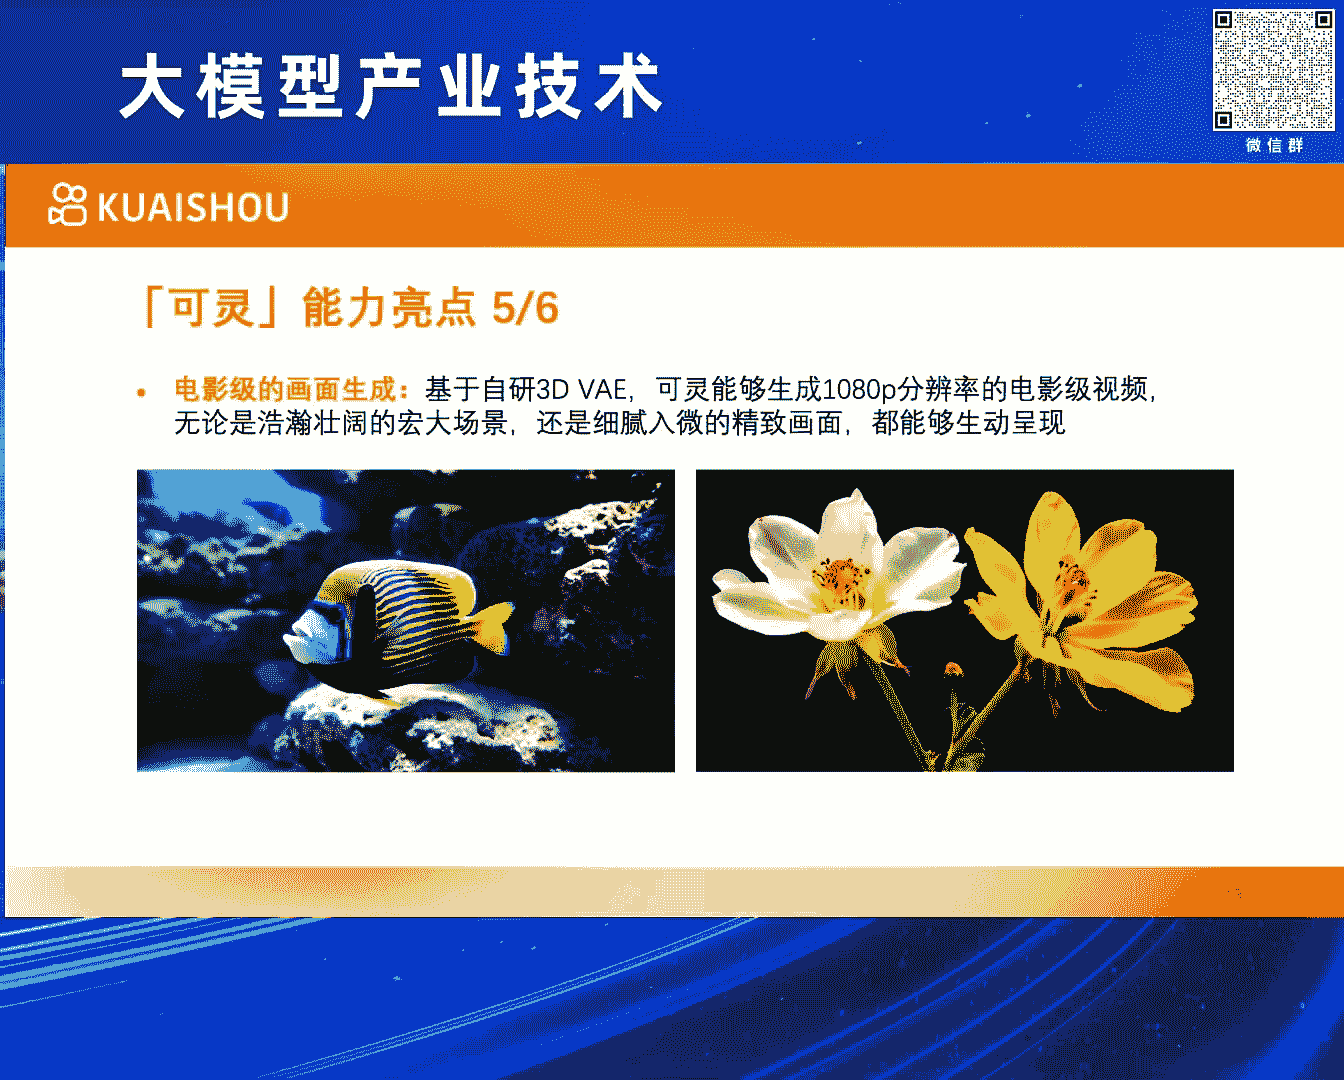 大模型产业技术
微信群
KUAISHOU
「可灵」能力亮点 5/6
• 电影级的画面生成：基于自研3D VAE，可灵能够生成1080p分辨率的电影级视频，
无论是浩瀚壮阔的宏大场景，还是细腻入微的精致画面，都能够生动呈现